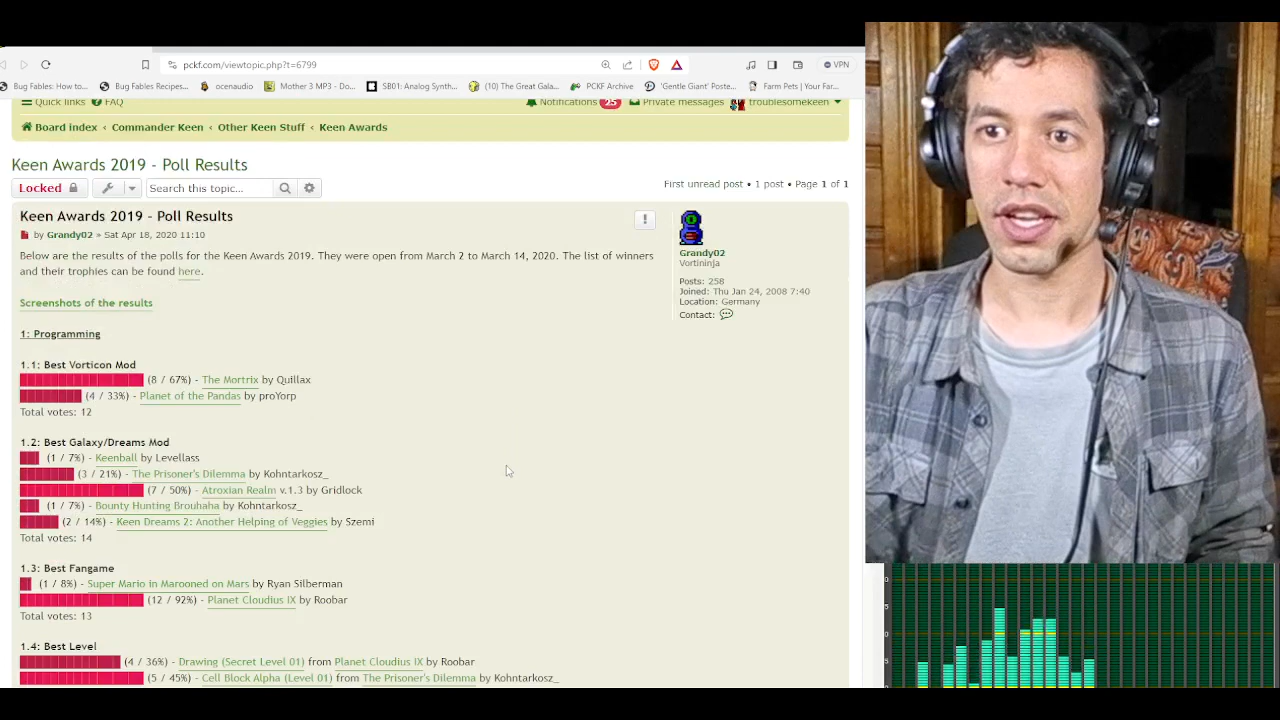 pckf.com/viewtopic.php?t=6799
VPN
Bug Fables: How to...
Bug Fables Recipes...
ocenaudio
Mother 3 MP3 - Do...
SB01: Analog Synth...
(10) The Great Gala...
PCKF Archive
'Gentle Giant' Poste...
Farm Pets | Your Far...
Quick links
FAQ
Notifications 25
Private messages
troublesomekeen
Board index ‹ Commander Keen ‹ Other Keen Stuff ‹ Keen Awards
Keen Awards 2019 - Poll Results
Locked
Search this topic...
First unread post • 1 post • Page 1 of 1
Keen Awards 2019 - Poll Results
by Grandy02 » Sat Apr 18, 2020 11:10
Below are the results of the polls for the Keen Awards 2019. They were open from March 2 to March 14, 2020. The list of winners
and their trophies can be found here.
Screenshots of the results
Grandy02
Vortininja
Posts: 258
Joined: Thu Jan 24, 2008 7:40
Location: Germany
Contact:
1: Programming
1.1: Best Vorticon Mod
(8 / 67%) - The Mortrix by Quillax
(4 / 33%) - Planet of the Pandas by proYorp
Total votes: 12
1.2: Best Galaxy/Dreams Mod
(1 / 7%) - Keenball by Levellass
(3 / 21%) - The Prisoner's Dilemma by Kohntarkosz_
(7 / 50%) - Atroxian Realm v.1.3 by Gridlock
(1 / 7%) - Bounty Hunting Brouhaha by Kohntarkosz_
(2 / 14%) - Keen Dreams 2: Another Helping of Veggies by Szemi
Total votes: 14
1.3: Best Fangame
(1 / 8%) - Super Mario in Marooned on Mars by Ryan Silberman
(12 / 92%) - Planet Cloudius IX by Roobar
Total votes: 13
1.4: Best Level
(4 / 36%) - Drawing (Secret Level 01) from Planet Cloudius IX by Roobar
(5 / 45%) - Cell Block Alpha (Level 01) from The Prisoner's Dilemma by Kohntarkosz_